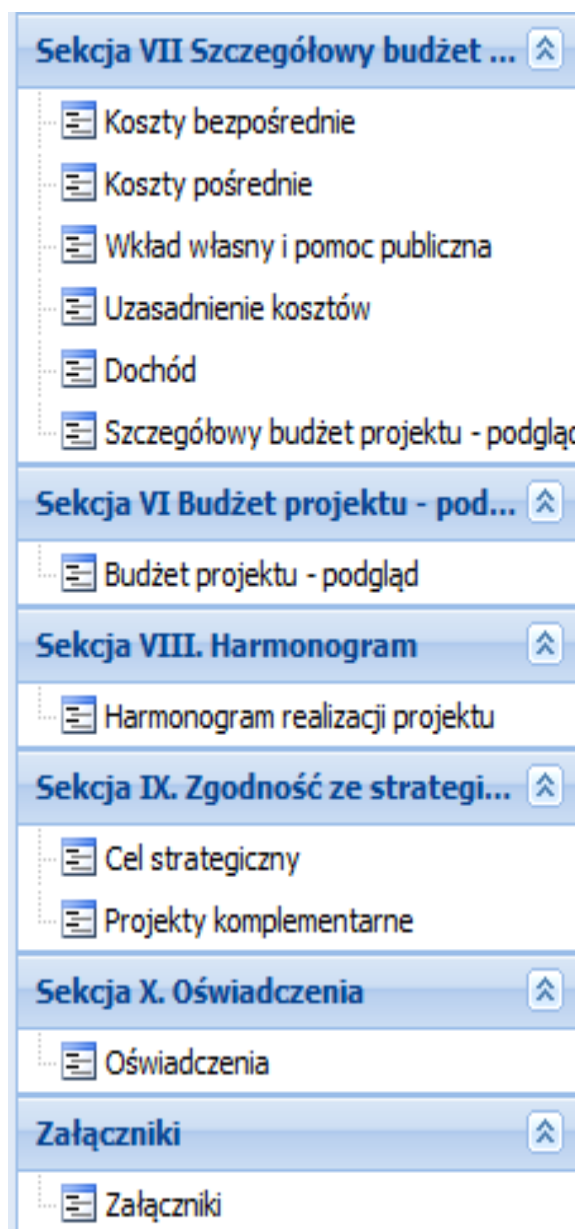 Sekcja VII Szczegółowy budżet ...
Koszty bezpośrednie
Koszty pośrednie
Wkład własny i pomoc publiczna
Uzasadnienie kosztów
Dochód
Szczegółowy budżet projektu - podgląd
Sekcja VI Budżet projektu - pod...
Budżet projektu - podgląd
Sekcja VIII. Harmonogram
Harmonogram realizacji projektu
Sekcja IX. Zgodność ze strategi...
Cel strategiczny
Projekty komplementarne
Sekcja X. Oświadczenia
Oświadczenia
Załączniki
Załączniki